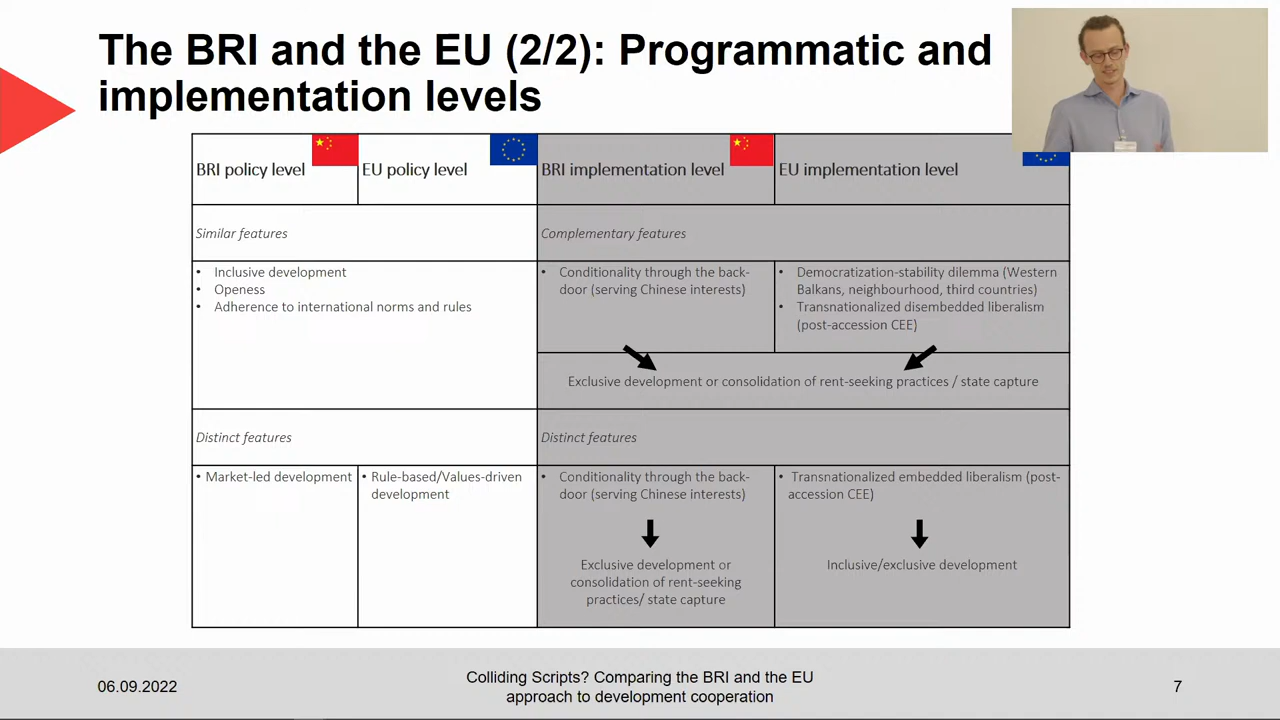 The BRI and the EU (2/2): Programmatic and
implementation levels
BRI policy level
EU policy level
BRI implementation level
EU implementation level
Similar features
Complementary features
• Inclusive development
• Openess
• Adherence to international norms and rules
• Conditionality through the back-
door (serving Chinese interests)
• Democratization-stability dilemma (Western
Balkans, neighbourhood, third countries)
• Transnationalized disembedded liberalism
(post-accession CEE)
Exclusive development or consolidation of rent-seeking practices / state capture
Distinct features
Distinct features
• Market-led development
• Rule-based/Values-driven
development
• Conditionality through the back-
door (serving Chinese interests)
Exclusive development or
consolidation of rent-seeking
practices/ state capture
• Transnationalized embedded liberalism (post-
accession CEE)
Inclusive/exclusive development
06.09.2022
Colliding Scripts? Comparing the BRI and the EU
approach to development cooperation
7